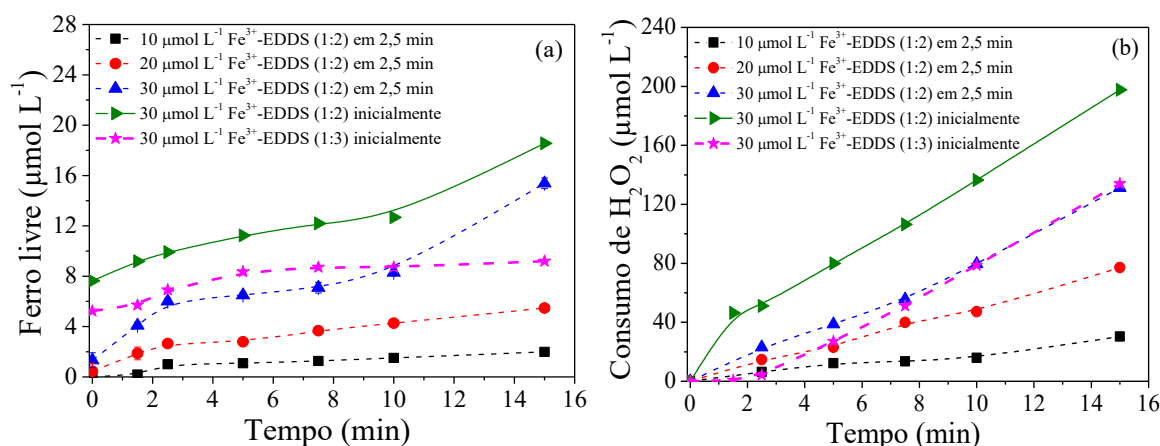 28
24
20
16
12
8
4
0
Ferro livre (μmol L⁻¹)
(a)
10 μmol L⁻¹ Fe³⁺-EDDS (1:2) em 2,5 min
20 μmol L⁻¹ Fe³⁺-EDDS (1:2) em 2,5 min
30 μmol L⁻¹ Fe³⁺-EDDS (1:2) em 2,5 min
30 μmol L⁻¹ Fe³⁺-EDDS (1:2) inicialmente
30 μmol L⁻¹ Fe³⁺-EDDS (1:3) inicialmente
0 2 4 6 8 10 12 14 16
Tempo (min)
240
200
160
120
80
40
0
Consumo de H₂O₂ (μmol L⁻¹)
(b)
10 μmol L⁻¹ Fe³⁺-EDDS (1:2) em 2,5 min
20 μmol L⁻¹ Fe³⁺-EDDS (1:2) em 2,5 min
30 μmol L⁻¹ Fe³⁺-EDDS (1:2) em 2,5 min
30 μmol L⁻¹ Fe³⁺-EDDS (1:2) inicialmente
30 μmol L⁻¹ Fe³⁺-EDDS (1:3) inicialmente
0 2 4 6 8 10 12 14 16
Tempo (min)